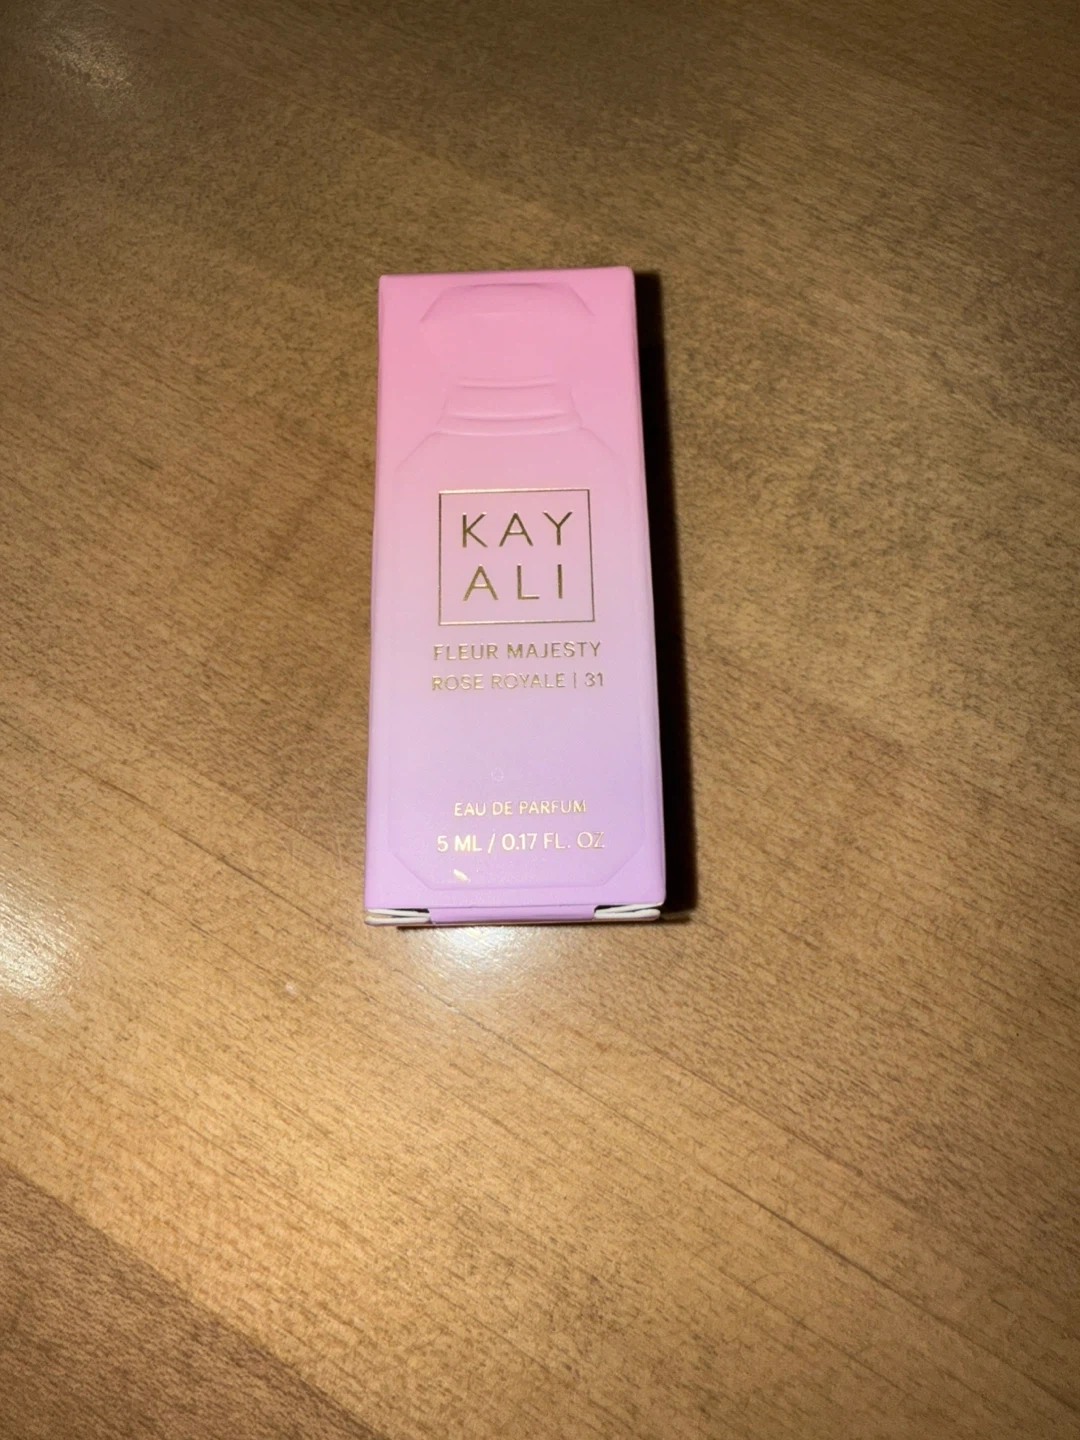 KAY
ALI
FLEUR MAJESTY
ROSE ROYALE | 31
EAU DE PARFUM
5 ML / 0.17 FL. OZ